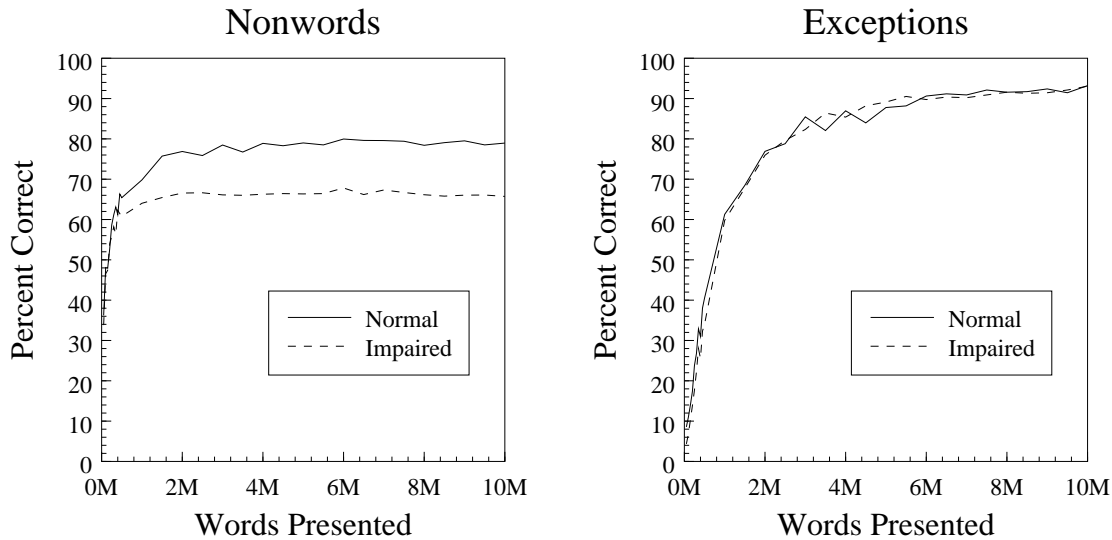 Nonwords
100
90
80
70
60
50
40
30
20
10
0
Percent Correct
Normal
Impaired
0M 2M 4M 6M 8M 10M
Words Presented
Exceptions
100
90
80
70
60
50
40
30
20
10
0
Percent Correct
Normal
Impaired
0M 2M 4M 6M 8M 10M
Words Presented